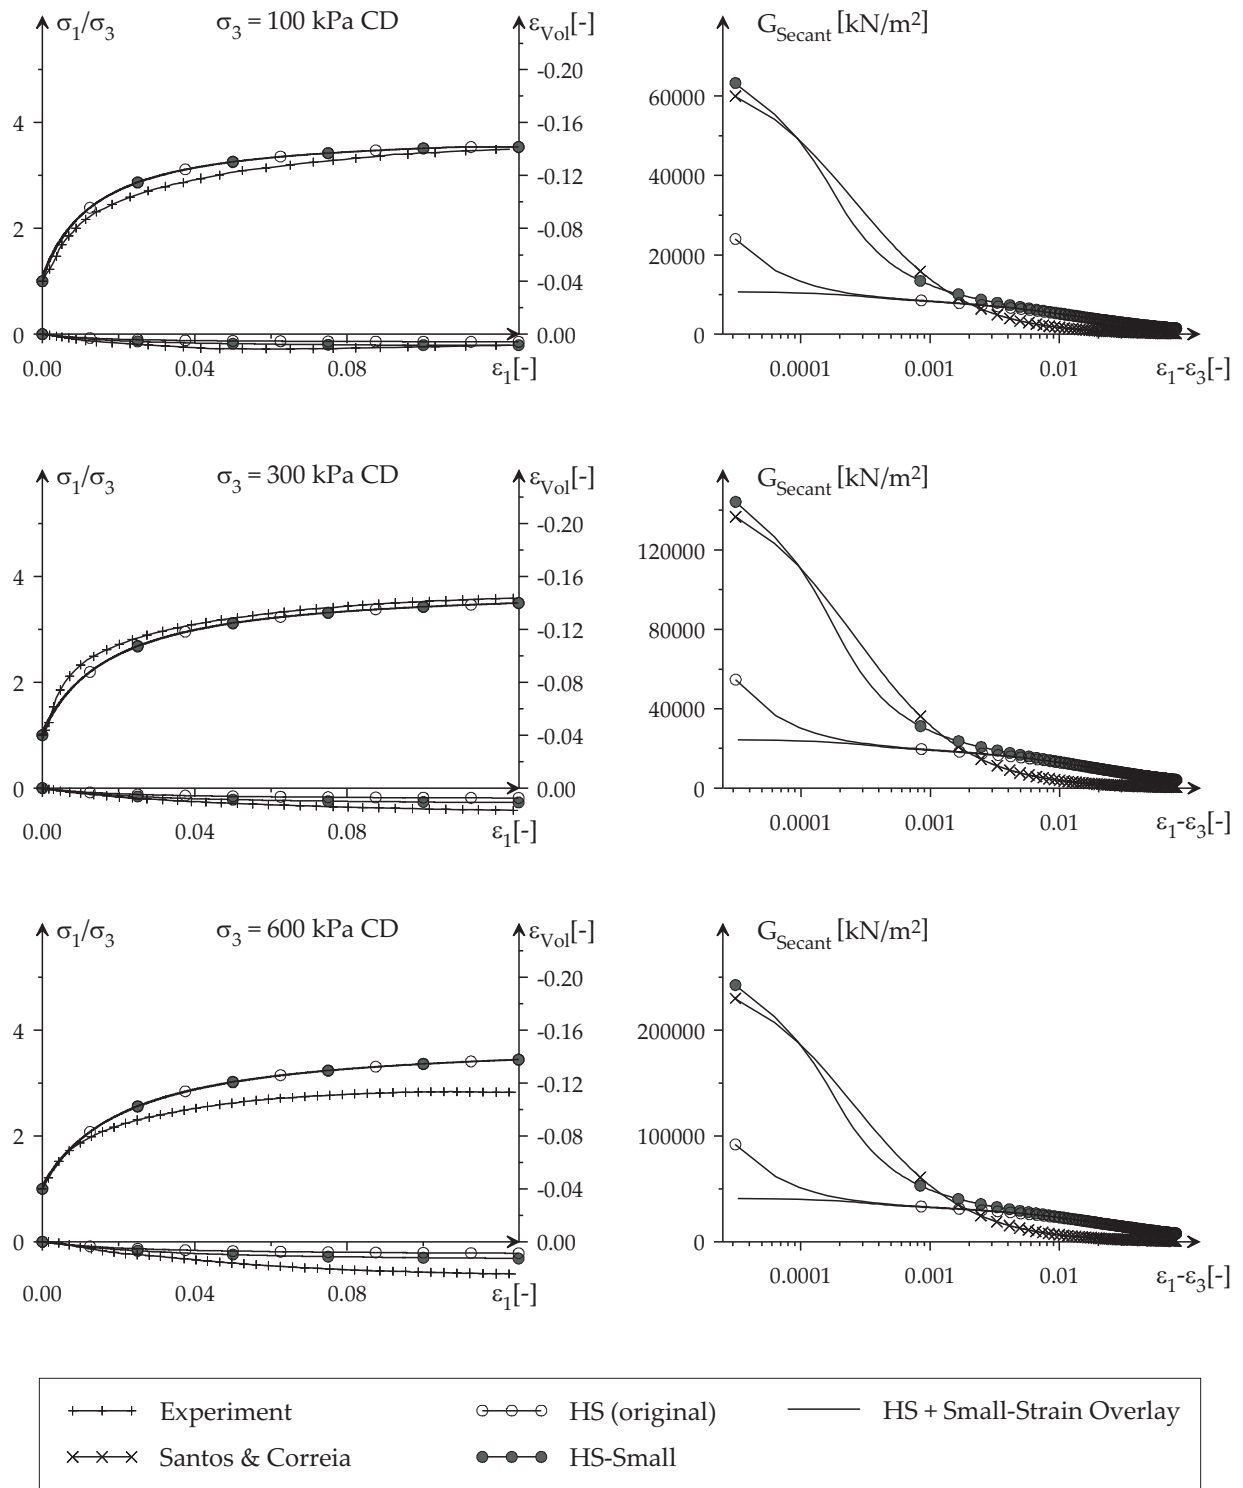 σ1/σ3
σ3 = 100 kPa CD
εVol[-]
-0.20
4
-0.16
-0.12
2
-0.08
-0.04
0
0.00
0.00
0.04
0.08
ε1[-]
GSecant [kN/m²]
60000
40000
20000
0
0.0001
0.001
0.01
ε1-ε3[-]
σ1/σ3
σ3 = 300 kPa CD
εVol[-]
-0.20
4
-0.16
-0.12
2
-0.08
-0.04
0
0.00
0.00
0.04
0.08
ε1[-]
GSecant [kN/m²]
120000
80000
40000
0
0.0001
0.001
0.01
ε1-ε3[-]
σ1/σ3
σ3 = 600 kPa CD
εVol[-]
-0.20
4
-0.16
-0.12
2
-0.08
-0.04
0
0.00
0.00
0.04
0.08
ε1[-]
GSecant [kN/m²]
200000
100000
0
0.0001
0.001
0.01
ε1-ε3[-]
Experiment
HS (original)
HS + Small-Strain Overlay
Santos & Correia
HS-Small